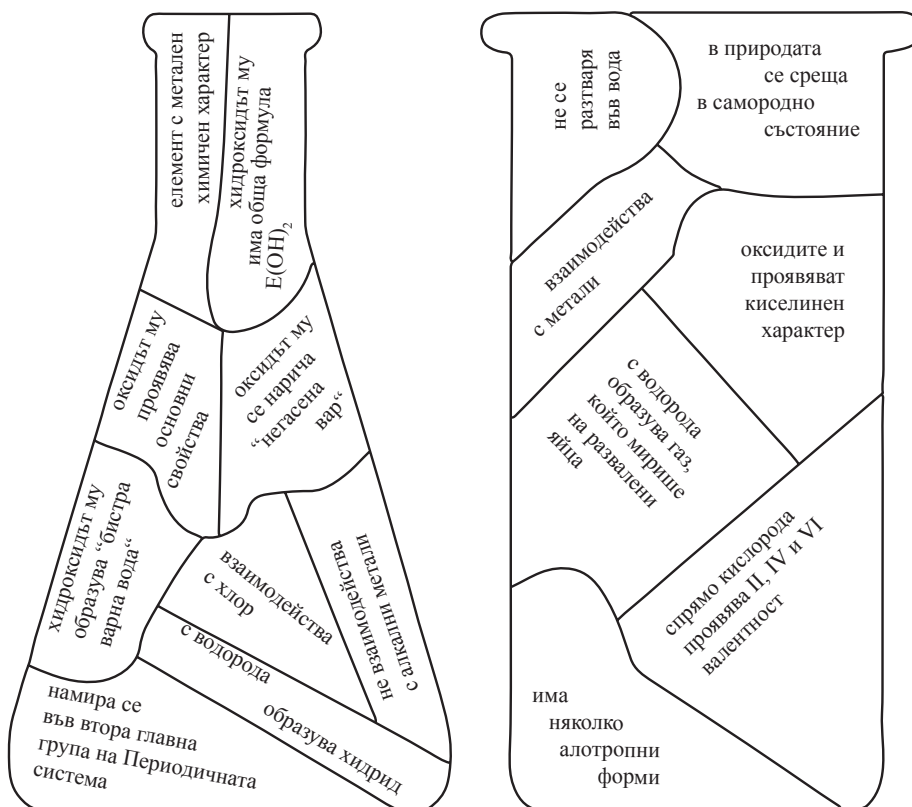 елемент с метален
химичен характер
хидроксидът му
има обща формула
E(OH)₂
оксидът му
проявява
основни
свойства
оксидът му
се нарича
“негасена
вар“
хидроксидът му
образува “бистра
варна вода“
взаимодейства
с хлор
не взаимодейства
с алкални метали
с водорода
образува хидрид
намира се
във втора главна
група на Периодичната
система
не се
разтваря
във вода
в природата
се среща
в самородно
състояние
взаимодейства
с метали
оксидите и
проявяват
киселинен
характер
с водорода
образува газ,
който мирише
на развалени
яйца
спрямо кислорода
проявява II, IV и VI
валентност
има
няколко
алотропни
форми